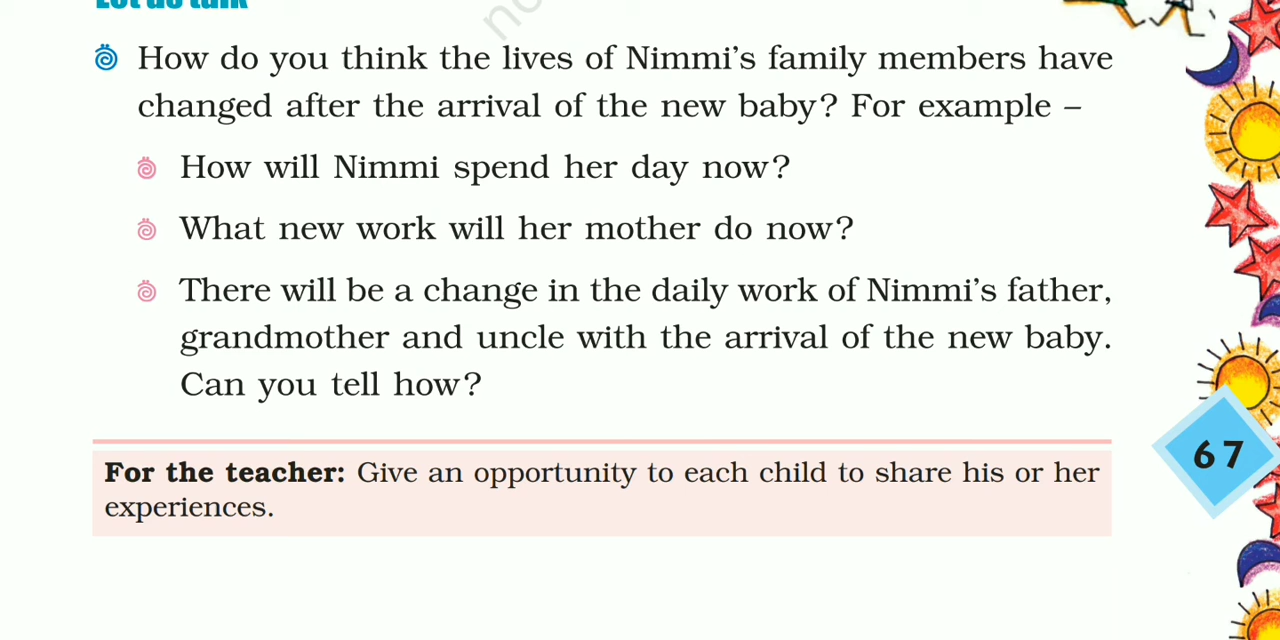 Let us talk
How do you think the lives of Nimmi's family members have
changed after the arrival of the new baby? For example –
How will Nimmi spend her day now?
What new work will her mother do now?
There will be a change in the daily work of Nimmi's father,
grandmother and uncle with the arrival of the new baby.
Can you tell how?
67
For the teacher: Give an opportunity to each child to share his or her
experiences.